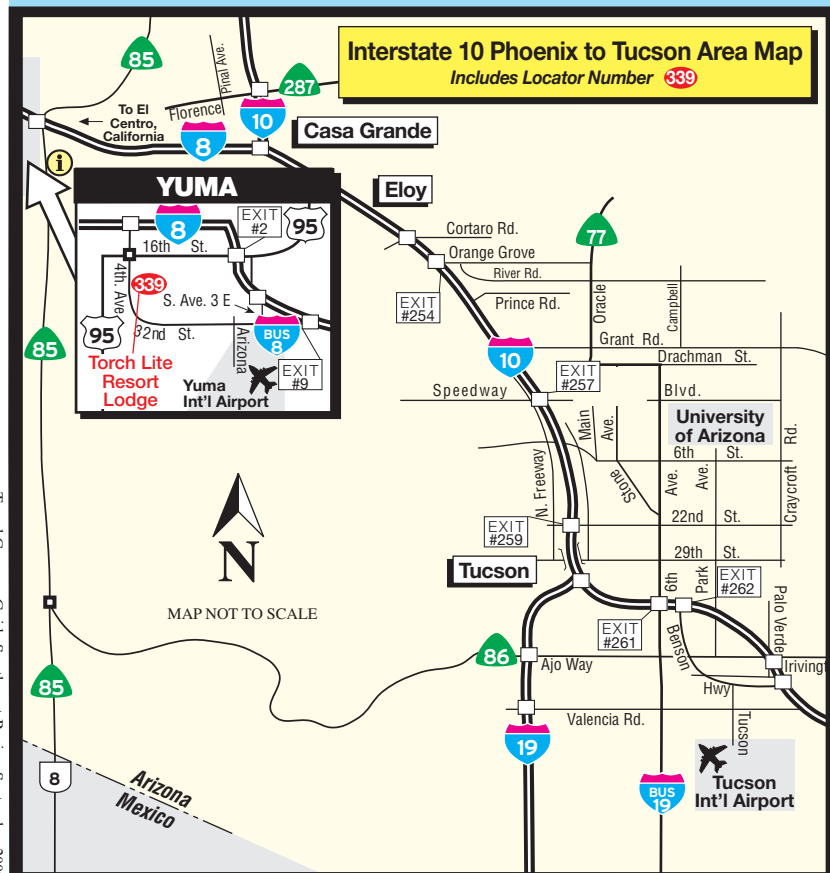 Interstate 10 Phoenix to Tucson Area Map
Includes Locator Number 339
85
Pinal Ave.
287
Florence
10
To El
Centro,
California
8
Casa Grande
i
Eloy
YUMA
8
EXIT
#2
95
16th St.
4th. Ave
339
S. Ave. 3 E
95
32nd St.
BUS
8
Arizona
EXIT
#9
Torch Lite
Resort
Lodge
Yuma
Int'l Airport
85
77
Cortaro Rd.
Orange Grove
River Rd.
EXIT
#254
Prince Rd.
Oracle
Campbell
Grant Rd.
10
Drachman St.
EXIT
#257
Speedway
Blvd.
Main
Ave.
University
of Arizona
Rd.
6th St.
Stone
Ave.
Ave.
Craycroft
N. Freeway
EXIT
#259
22nd St.
29th St.
Tucson
N
MAP NOT TO SCALE
6th
Park
EXIT
#262
EXIT
#261
Benson
Palo Verde
86
Ajo Way
Irivingt
Hwy
85
Valencia Rd.
Tucson
19
8
Arizona
Mexico
BUS
19
Tucson
Int'l Airport